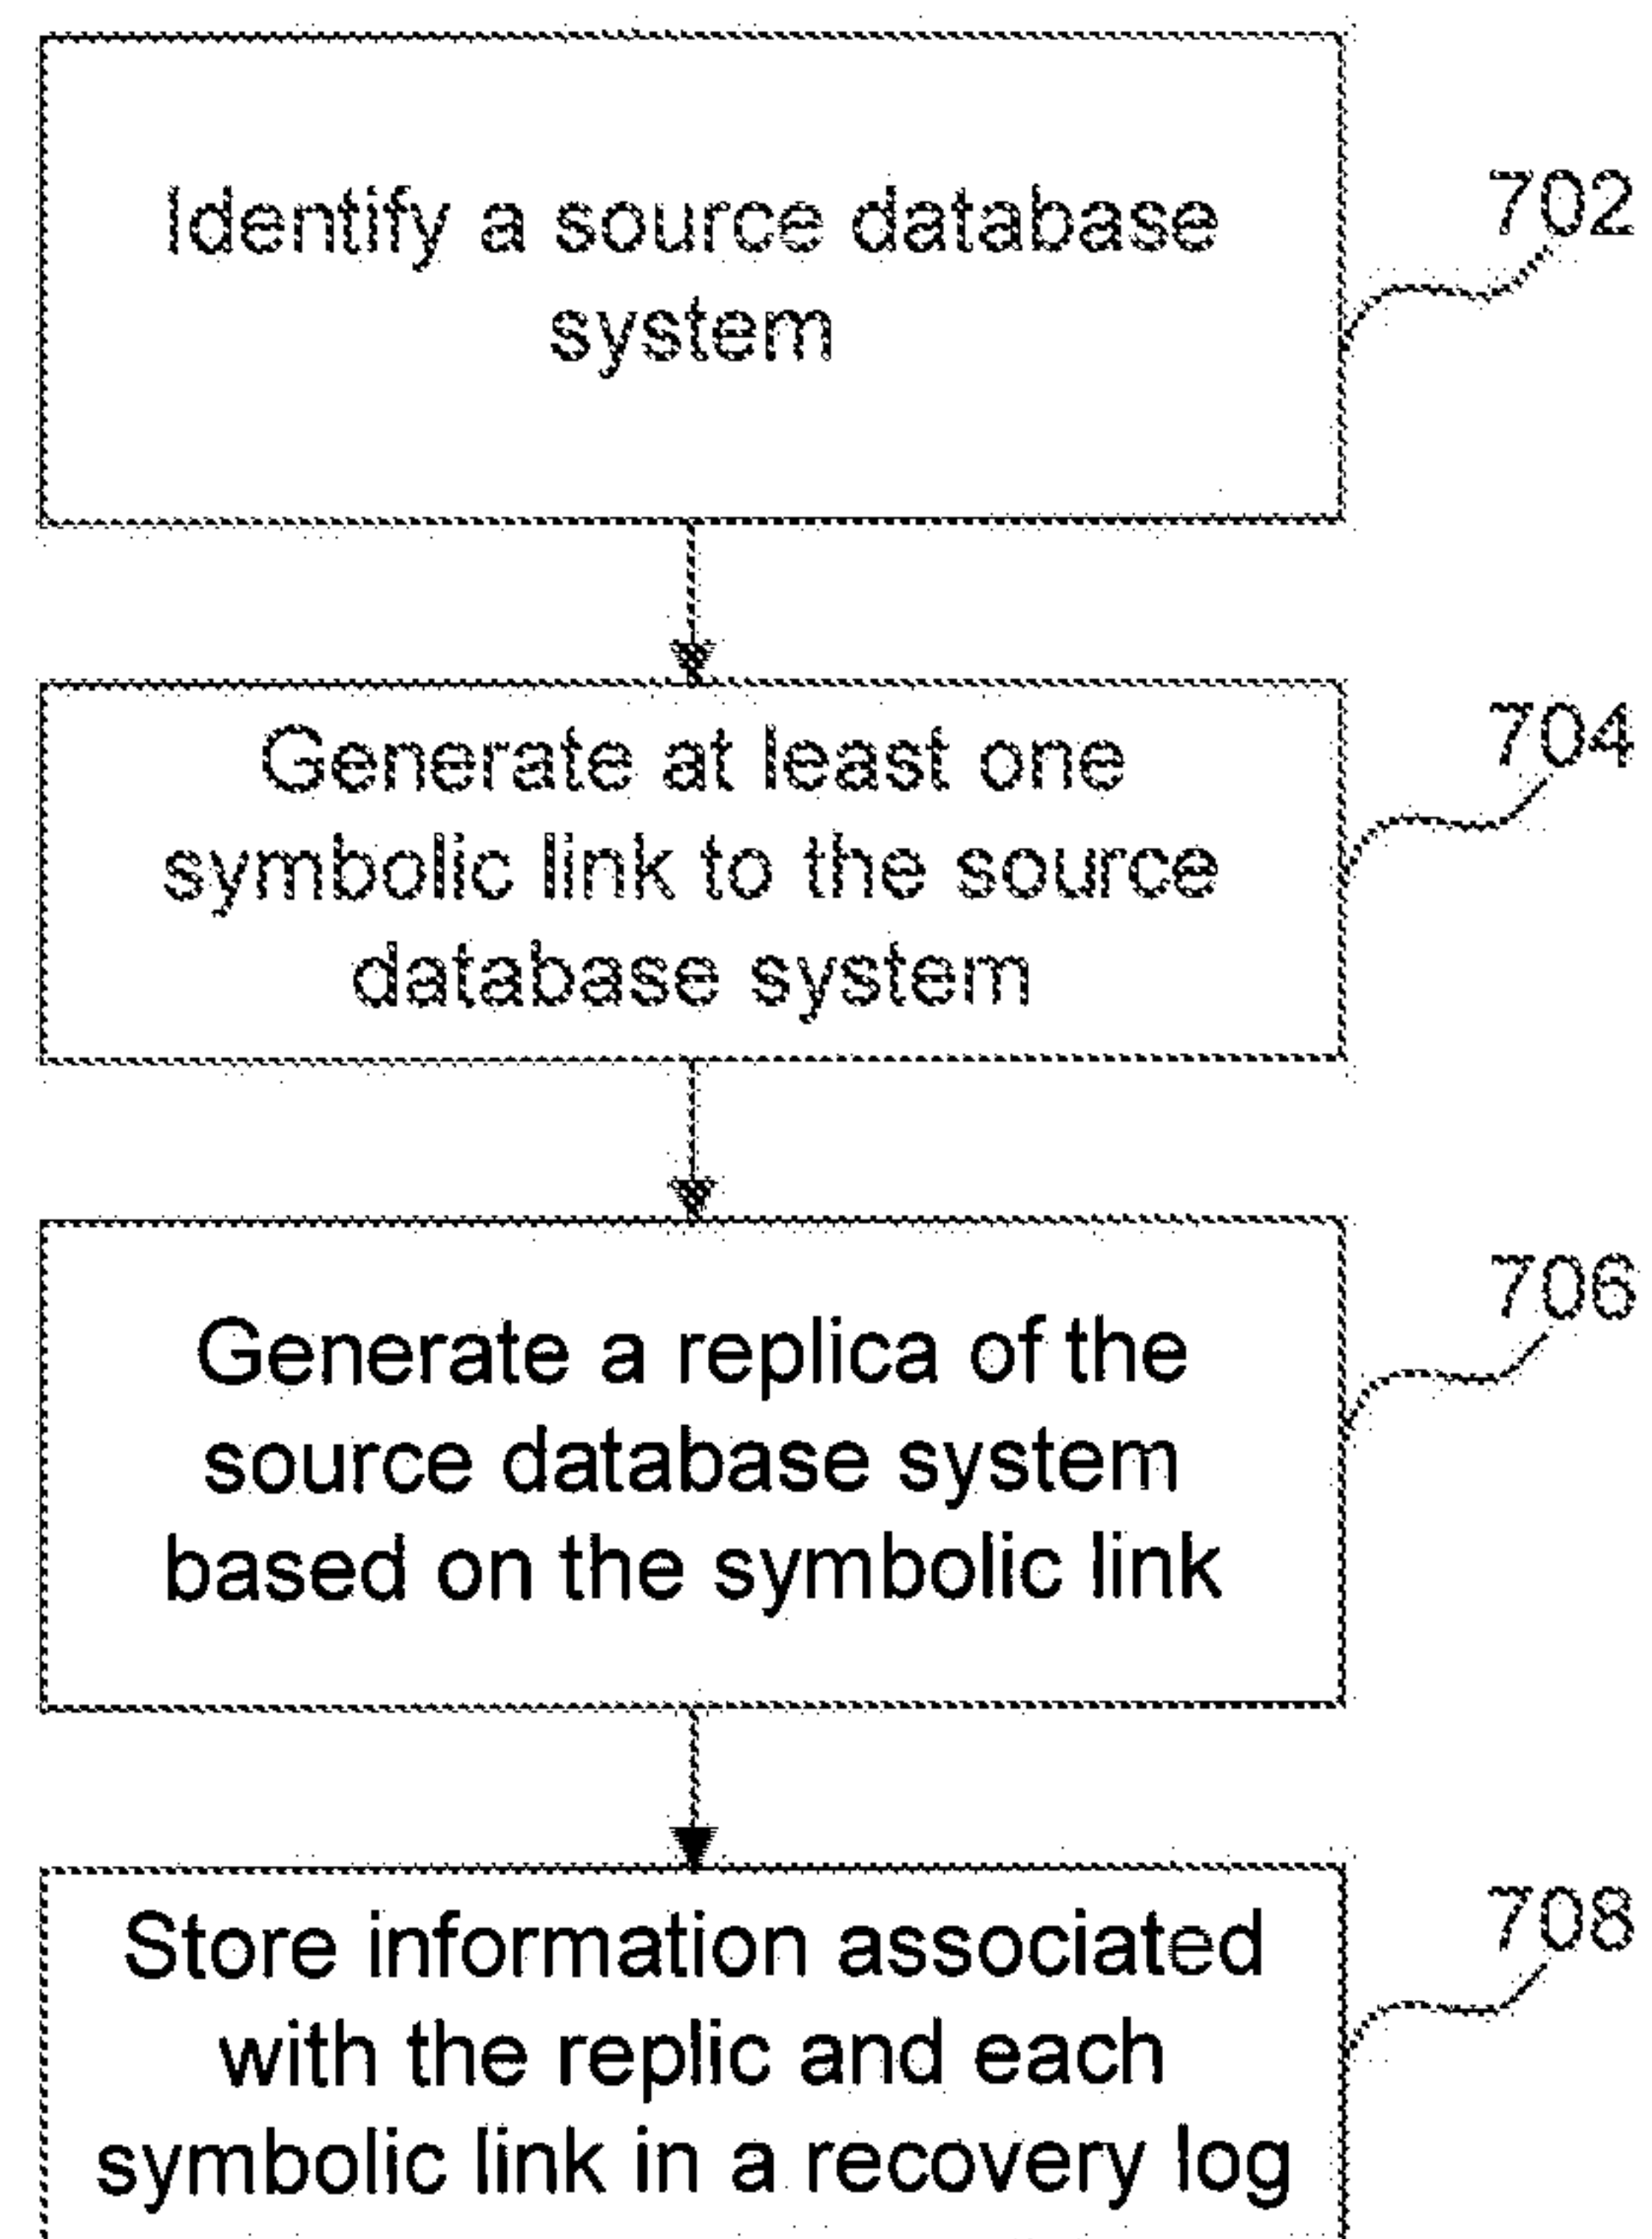 Identify a source database
system
702
Generate at least one
symbolic link to the source
database system
704
Generate a replica of the
source database system
based on the symbolic link
706
Store information associated
with the replic and each
symbolic link in a recovery log
708